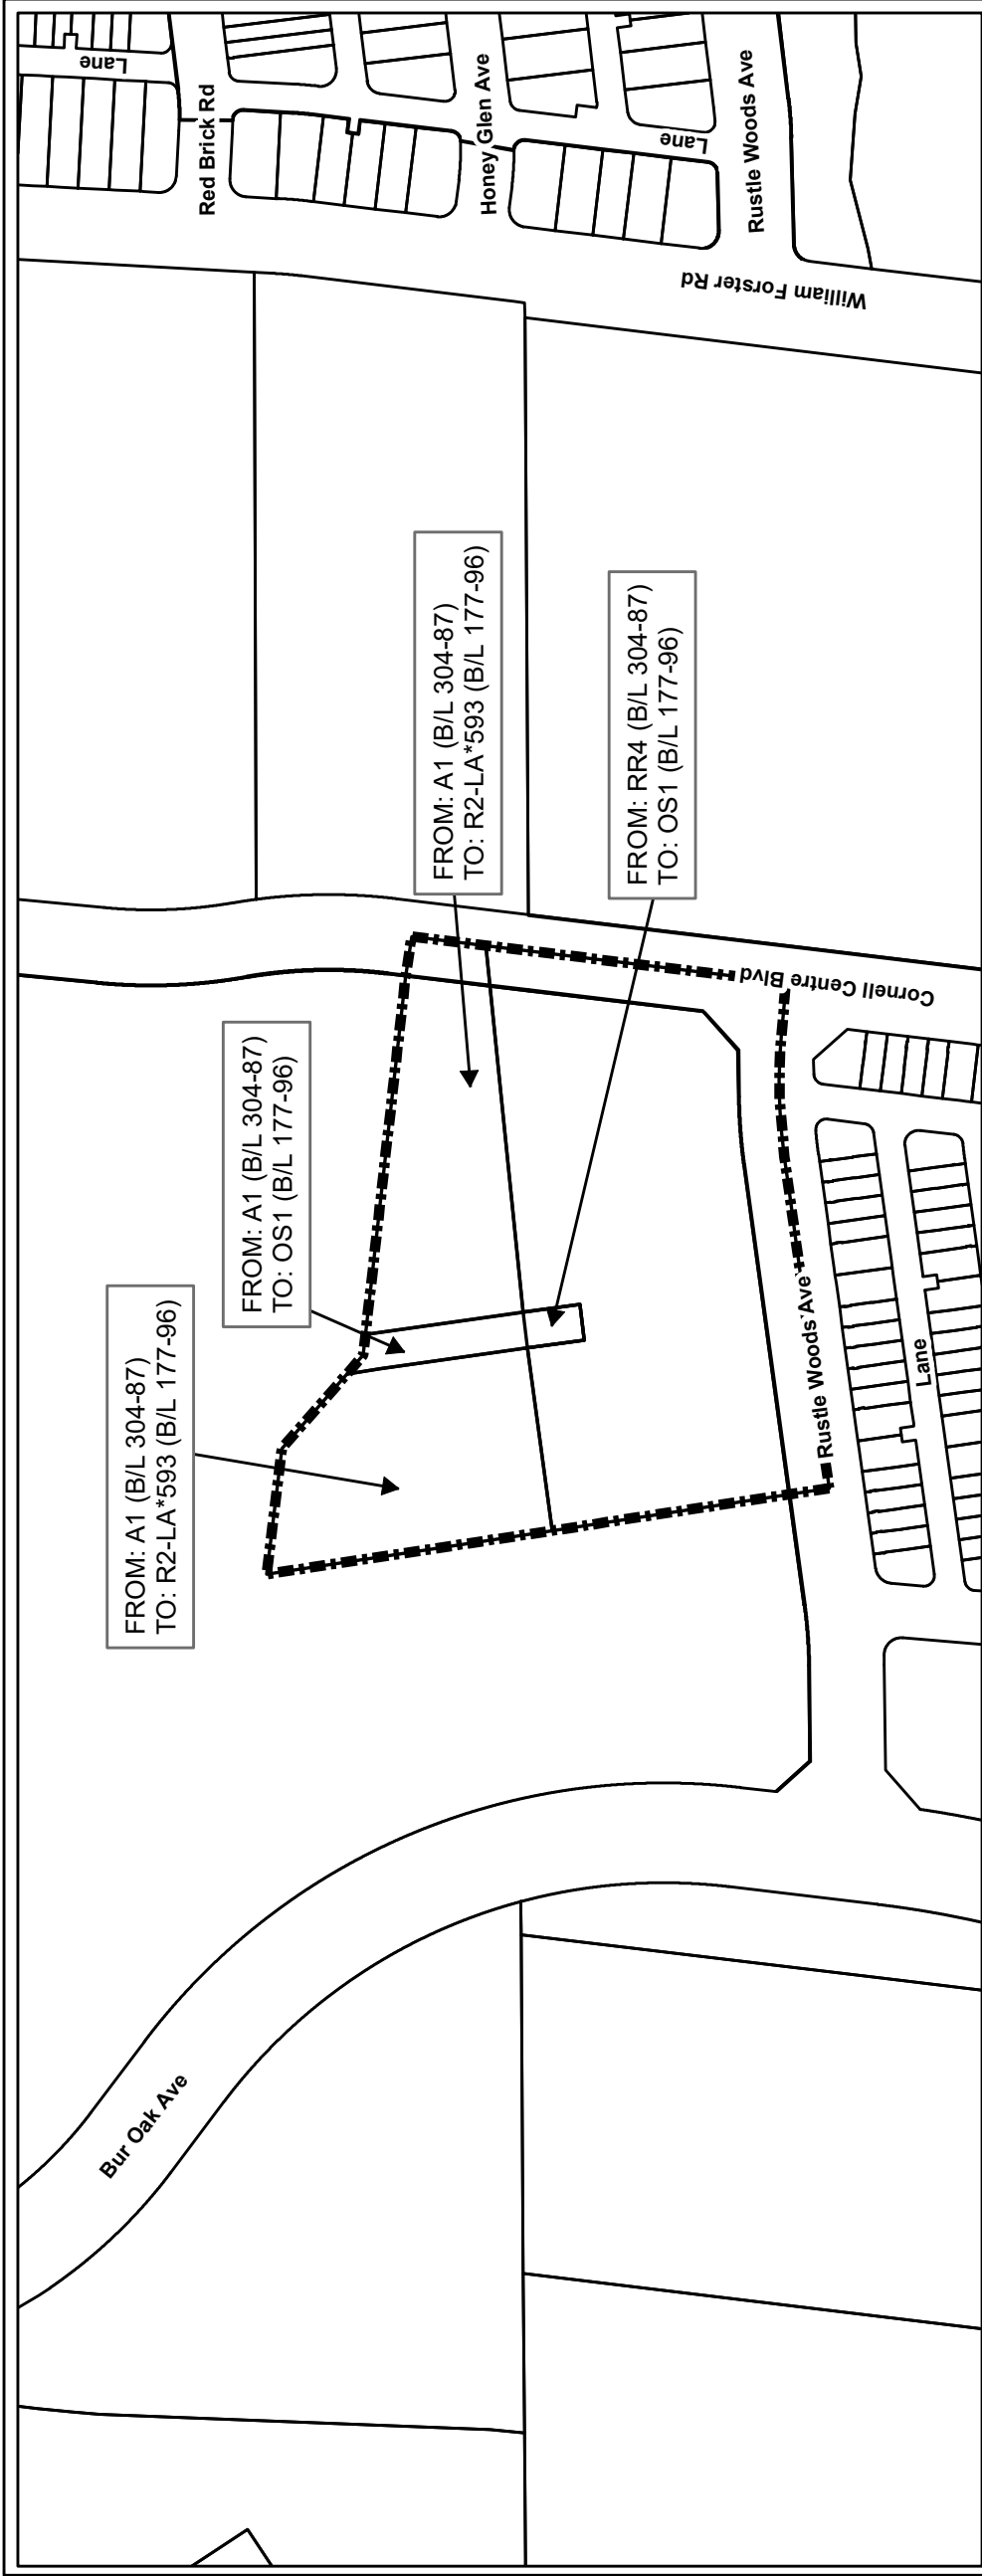 Bur Oak Ave
FROM: A1 (B/L 304-87)
TO: R2-LA*593 (B/L 177-96)
FROM: A1 (B/L 304-87)
TO: OS1 (B/L 177-96)
FROM: A1 (B/L 304-87)
TO: R2-LA*593 (B/L 177-96)
FROM: RR4 (B/L 304-87)
TO: OS1 (B/L 177-96)
Rustle Woods Ave
Lane
Cornell Centre Blvd
William Forster Rd
Lane
Red Brick Rd
Honey Glen Ave
Lane
Rustle Woods Ave